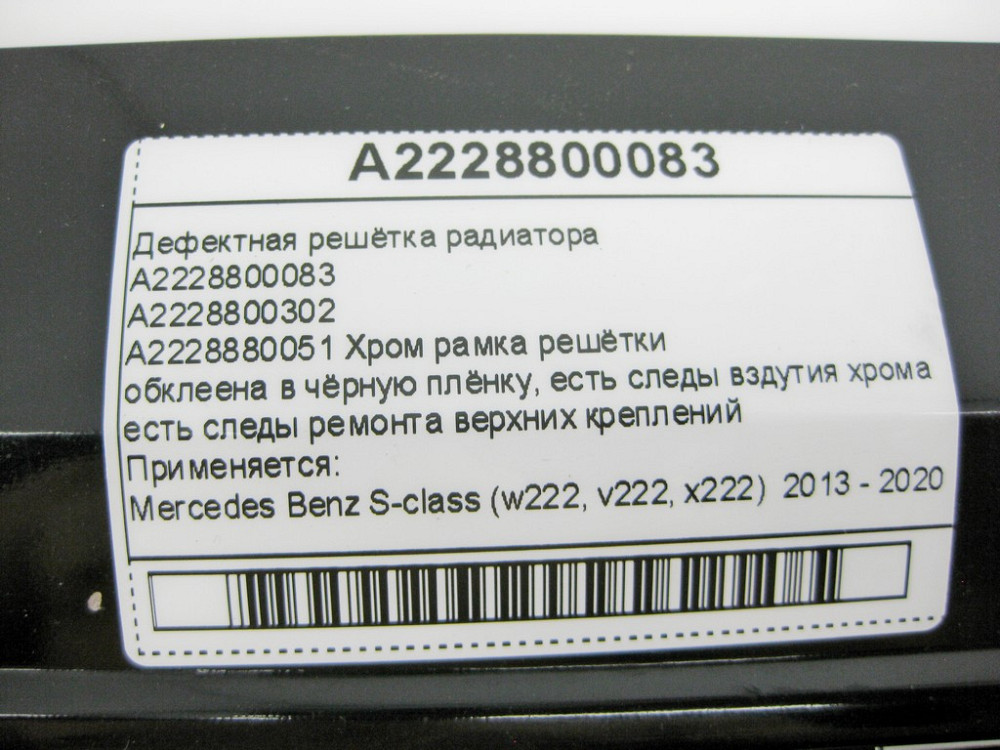 A2228800083
Дефектная решётка радиатора
A2228800083
A2228800302
A2228880051 Хром рамка решётки
обклеена в чёрную плёнку, есть следы вздутия хрома
есть следы ремонта верхних креплений
Применяется:
Mercedes Benz S-class (w222, v222, x222) 2013 - 2020